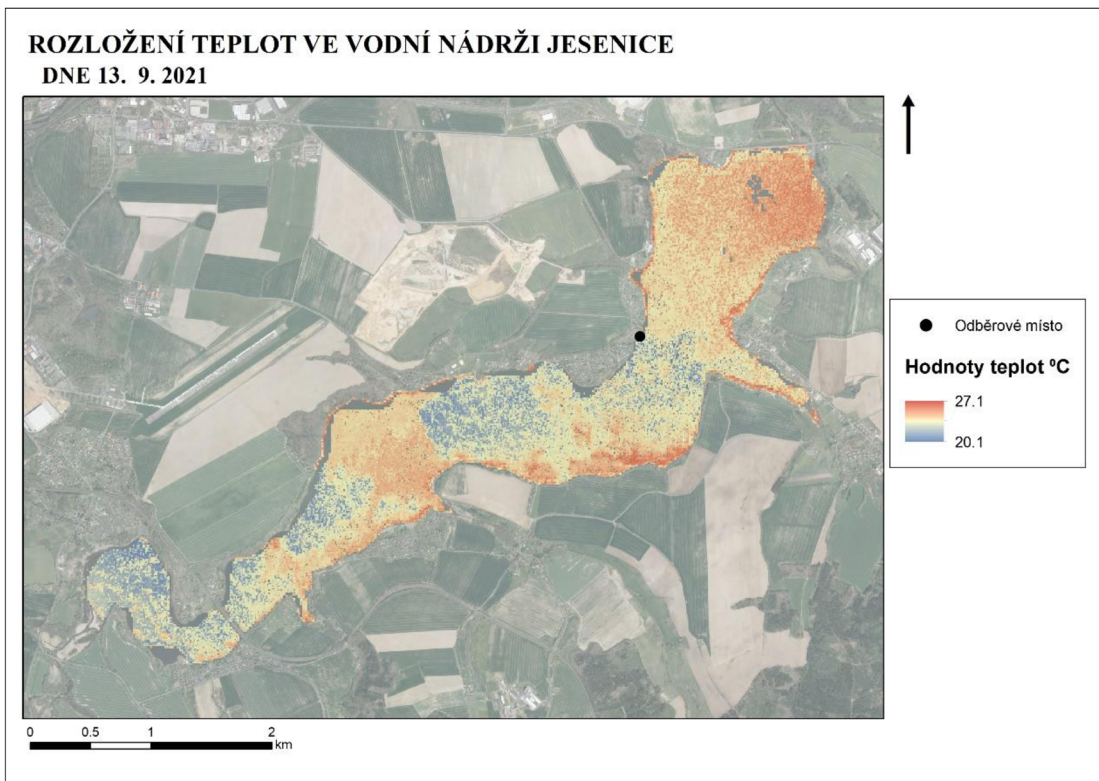 ROZLOŽENÍ TEPLOT VE VODNÍ NÁDRŽI JESENICE
DNE 13. 9. 2021
Odběrové místo
Hodnoty teplot ºC
27.1
20.1
0 0.5 1 2
km